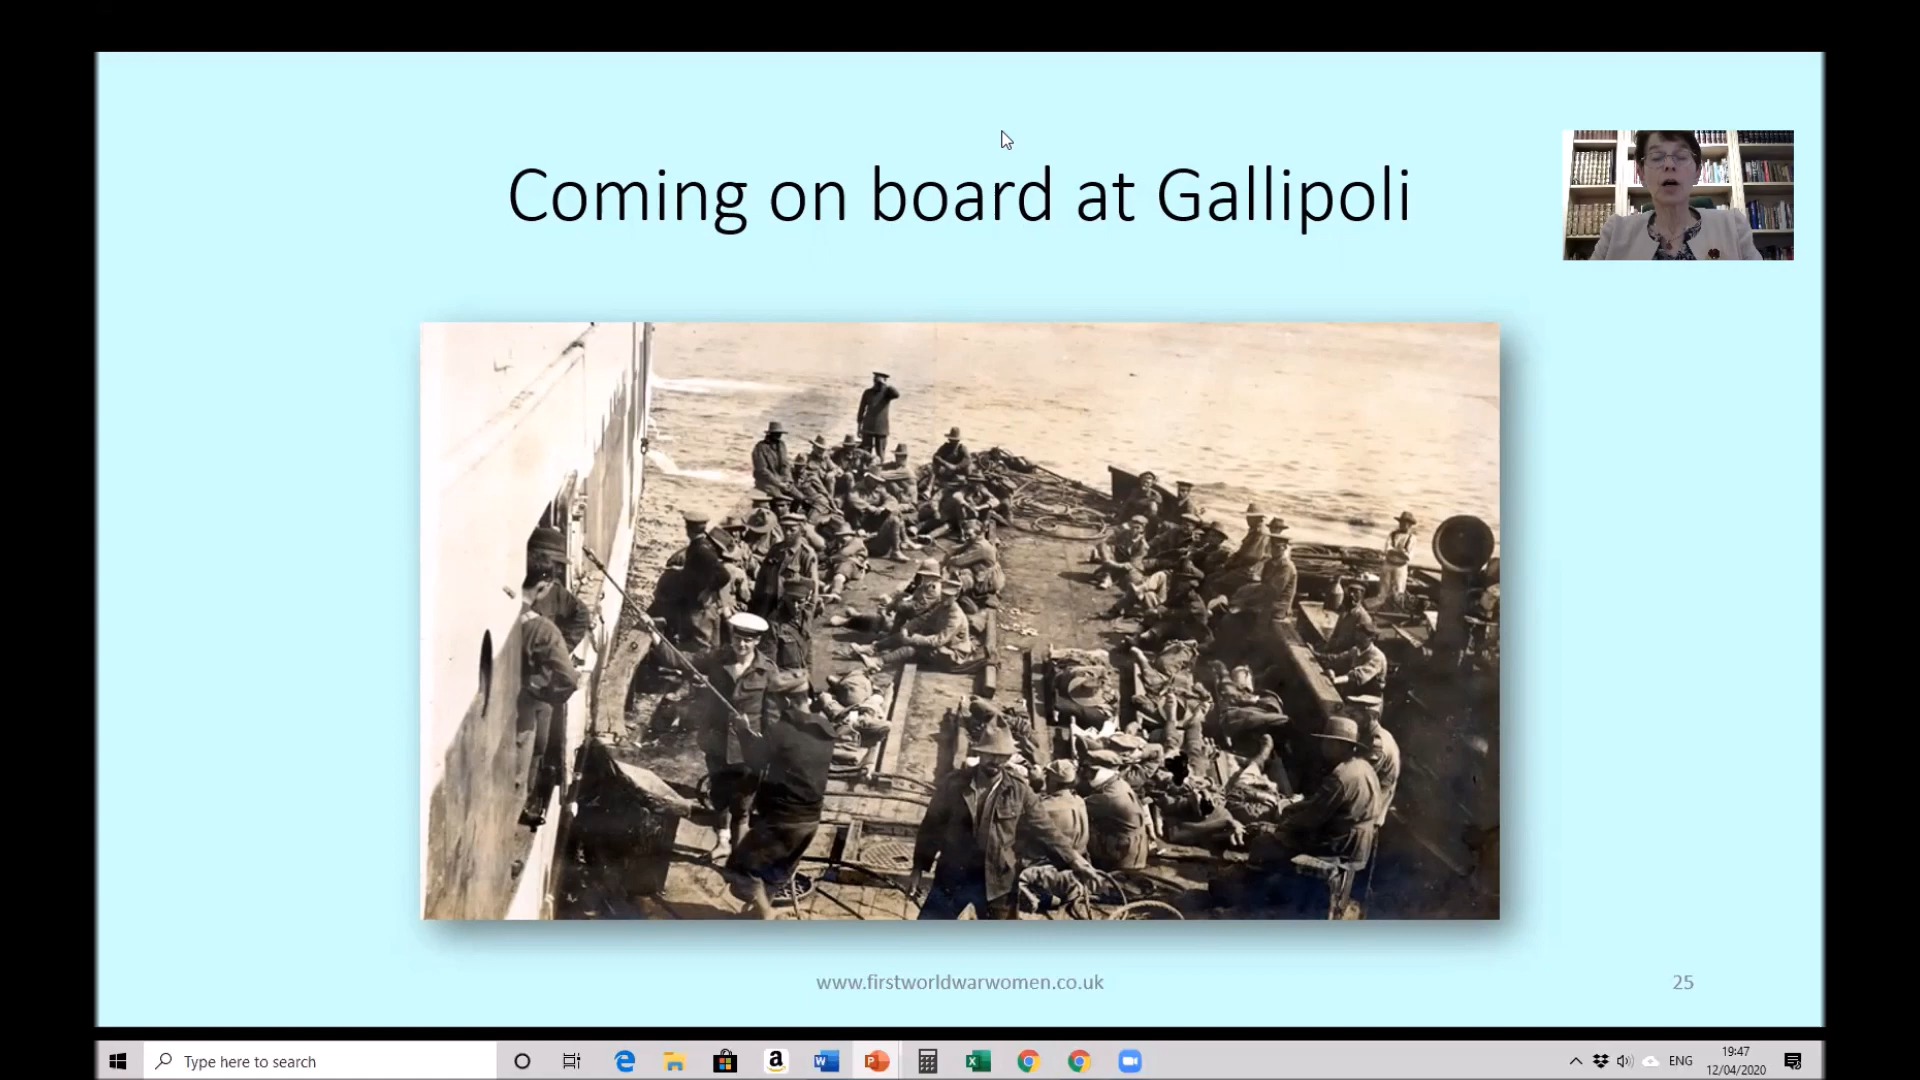 Coming on board at Gallipoli
www.firstworldwarwomen.co.uk
25
Type here to search
ENG
19:47
12/04/2020